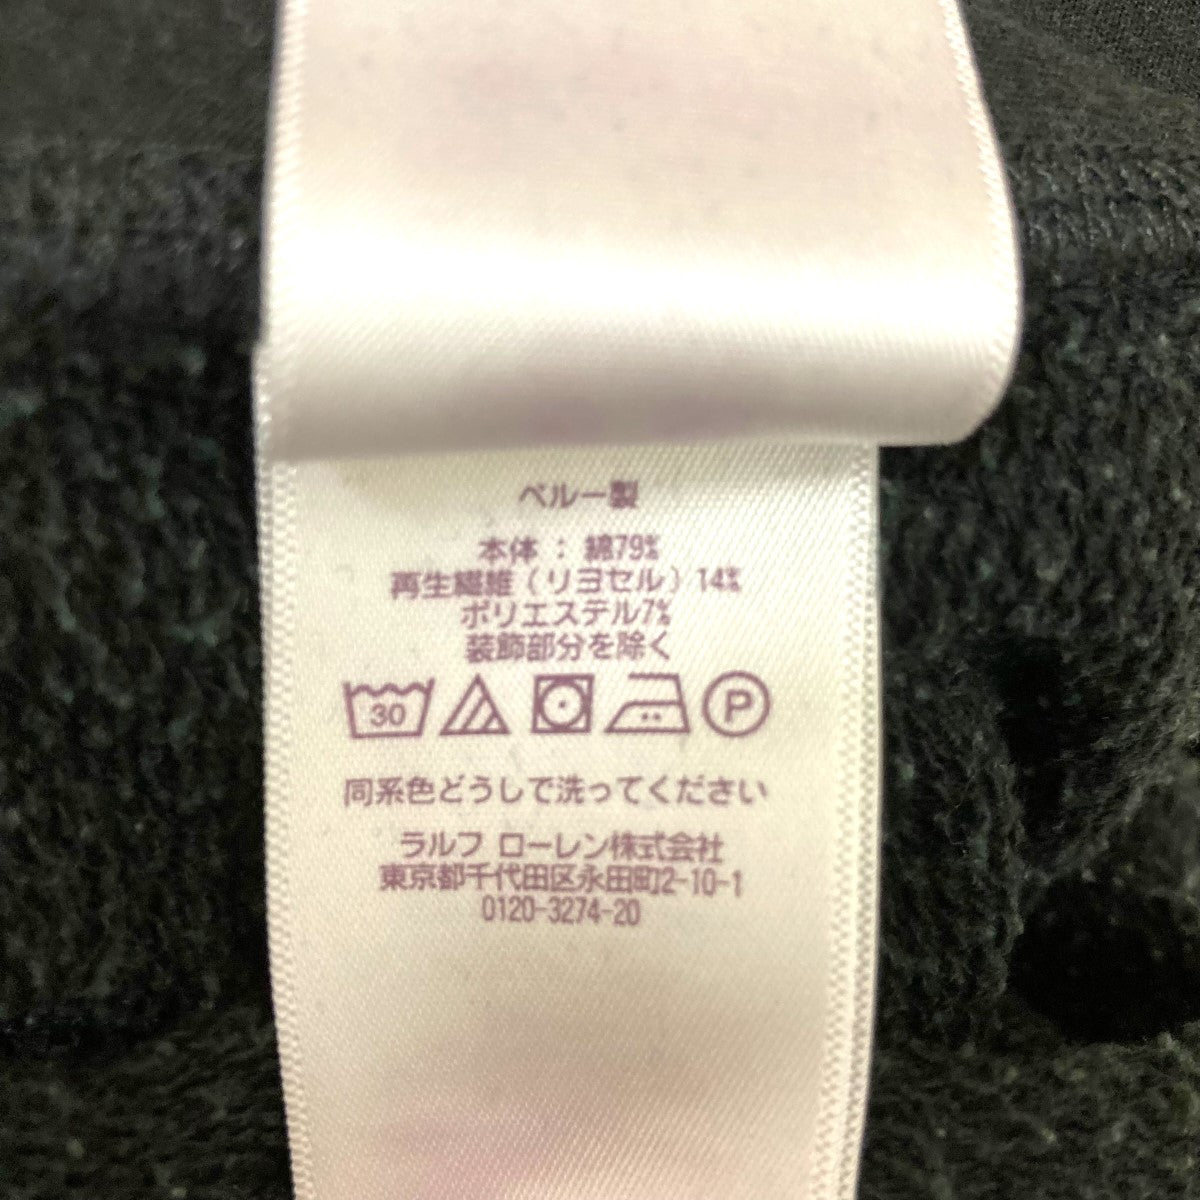 ペルー製
本体 : 綿79%
再生繊維 (リヨセル) 14%
ポリエステル7%
装飾部分を除く
30 P
同系色どうしで洗ってください
ラルフ ローレン株式会社
東京都千代田区永田町2-10-1
0120-3274-20